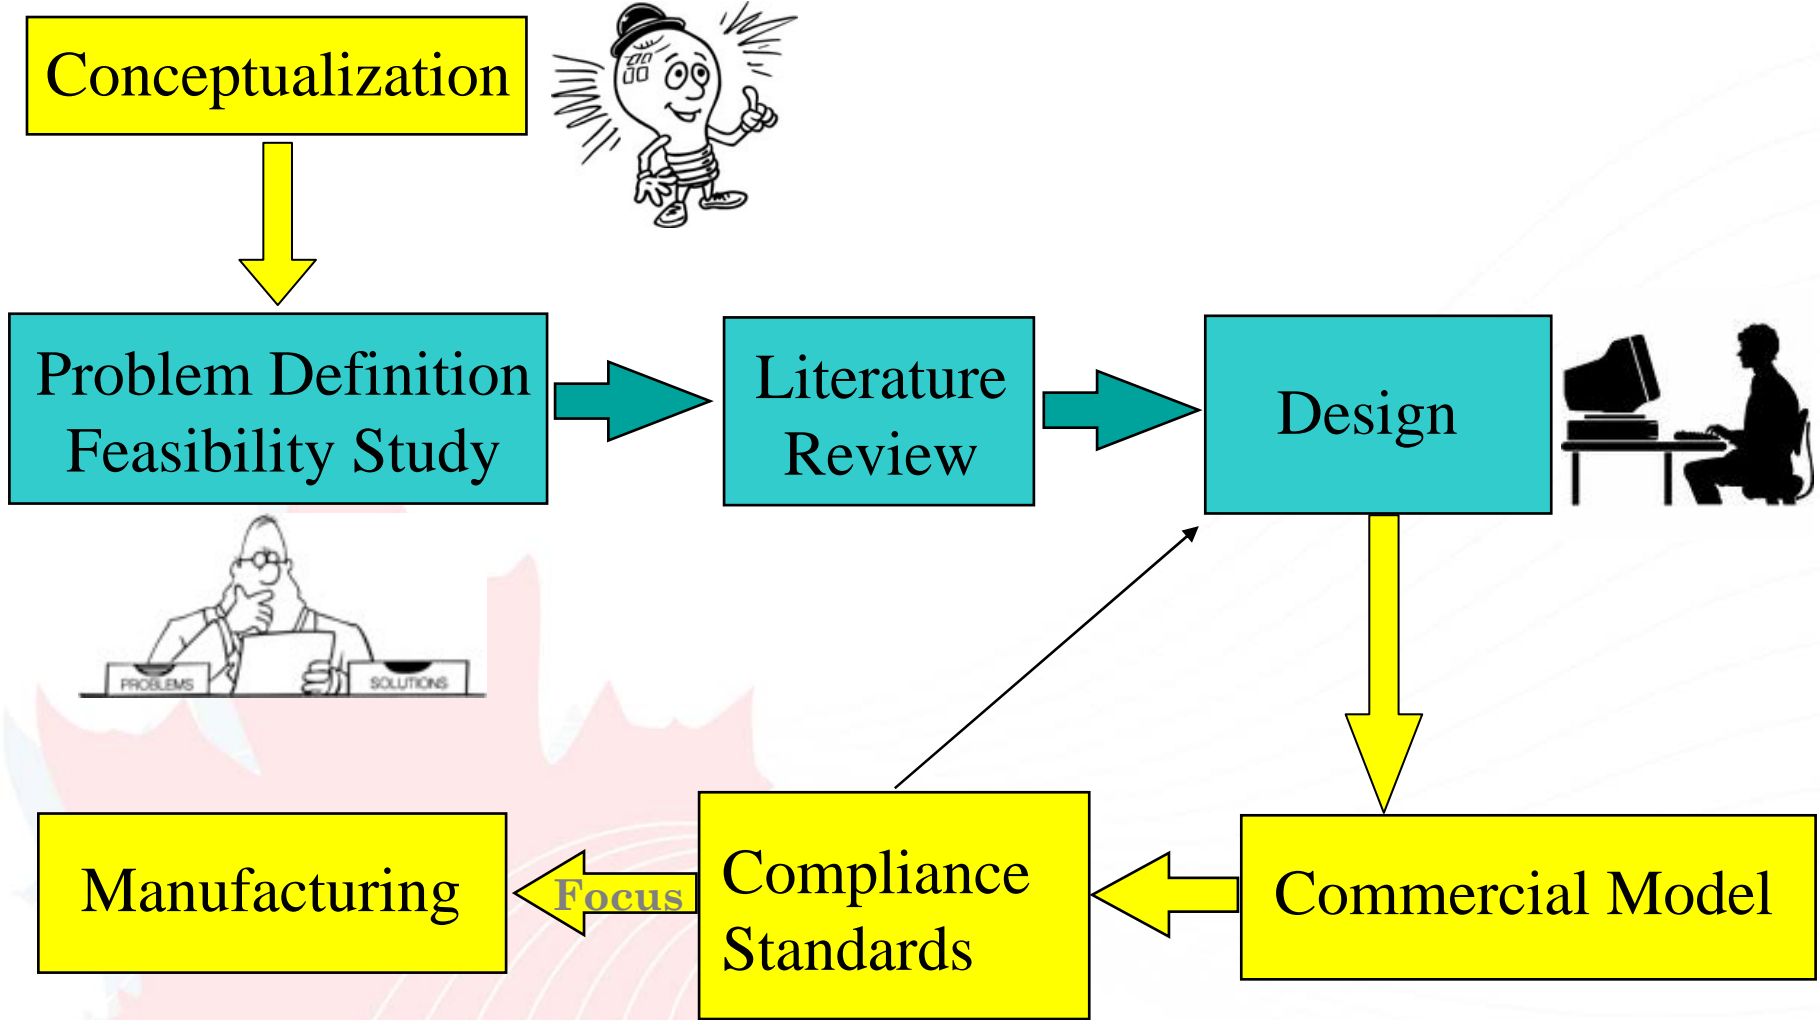 Conceptualization
Problem Definition
Feasibility Study
Literature
Review
Design
PROBLEMS
SOLUTIONS
Manufacturing
Focus
Compliance
Standards
Commercial Model